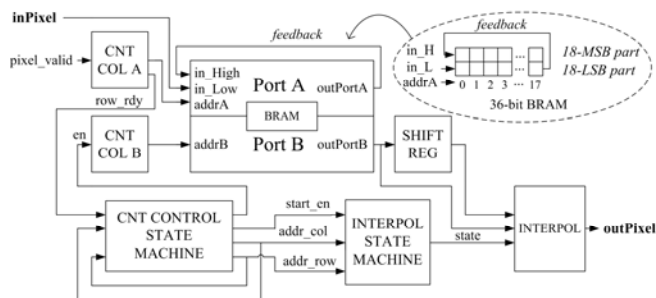 inPixel
pixel_valid
CNT
COL A
row_rdy
en
CNT
COL B
feedback
in_High
in_Low
addrA
Port A
outPortA
BRAM
addrB
Port B
outPortB
SHIFT
REG
feedback
in_H
in_L
addrA
18-MSB part
18-LSB part
0 1 2 3 ... 17
...
...
36-bit BRAM
CNT CONTROL
STATE
MACHINE
start_en
addr_col
addr_row
INTERPOL
STATE
MACHINE
state
INTERPOL
outPixel